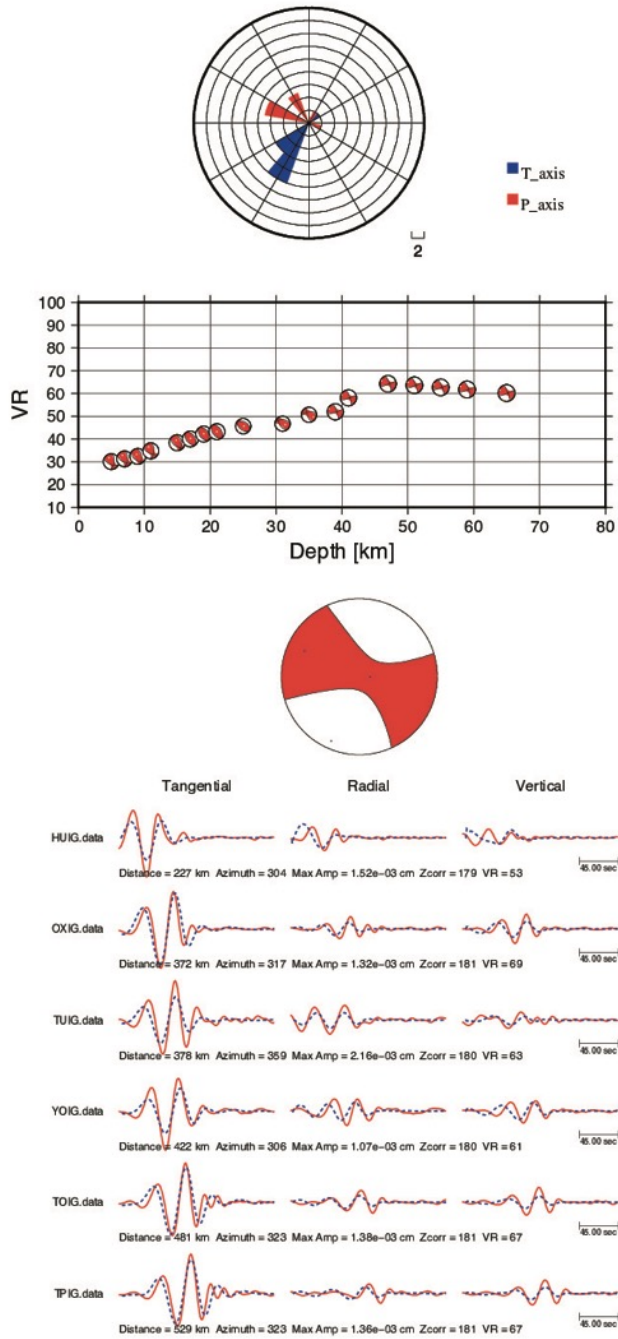 T_axis
P_axis
2
100
90
80
70
60
50
40
30
20
10
VR
0 10 20 30 40 50 60 70 80
Depth [km]
Tangential Radial Vertical
HUIG.data
45.00 sec
Distance = 227 km Azimuth = 304 Max Amp = 1.52e-03 cm Zcorr = 179 VR = 53
OXIG.data
45.00 sec
Distance = 372 km Azimuth = 317 Max Amp = 1.32e-03 cm Zcorr = 181 VR = 69
TUIG.data
45.00 sec
Distance = 378 km Azimuth = 359 Max Amp = 2.16e-03 cm Zcorr = 180 VR = 63
YOIG.data
45.00 sec
Distance = 422 km Azimuth = 306 Max Amp = 1.07e-03 cm Zcorr = 180 VR = 61
TOIG.data
45.00 sec
Distance = 481 km Azimuth = 323 Max Amp = 1.38e-03 cm Zcorr = 181 VR = 67
TPIG.data
45.00 sec
Distance = 529 km Azimuth = 323 Max Amp = 1.36e-03 cm Zcorr = 181 VR = 67